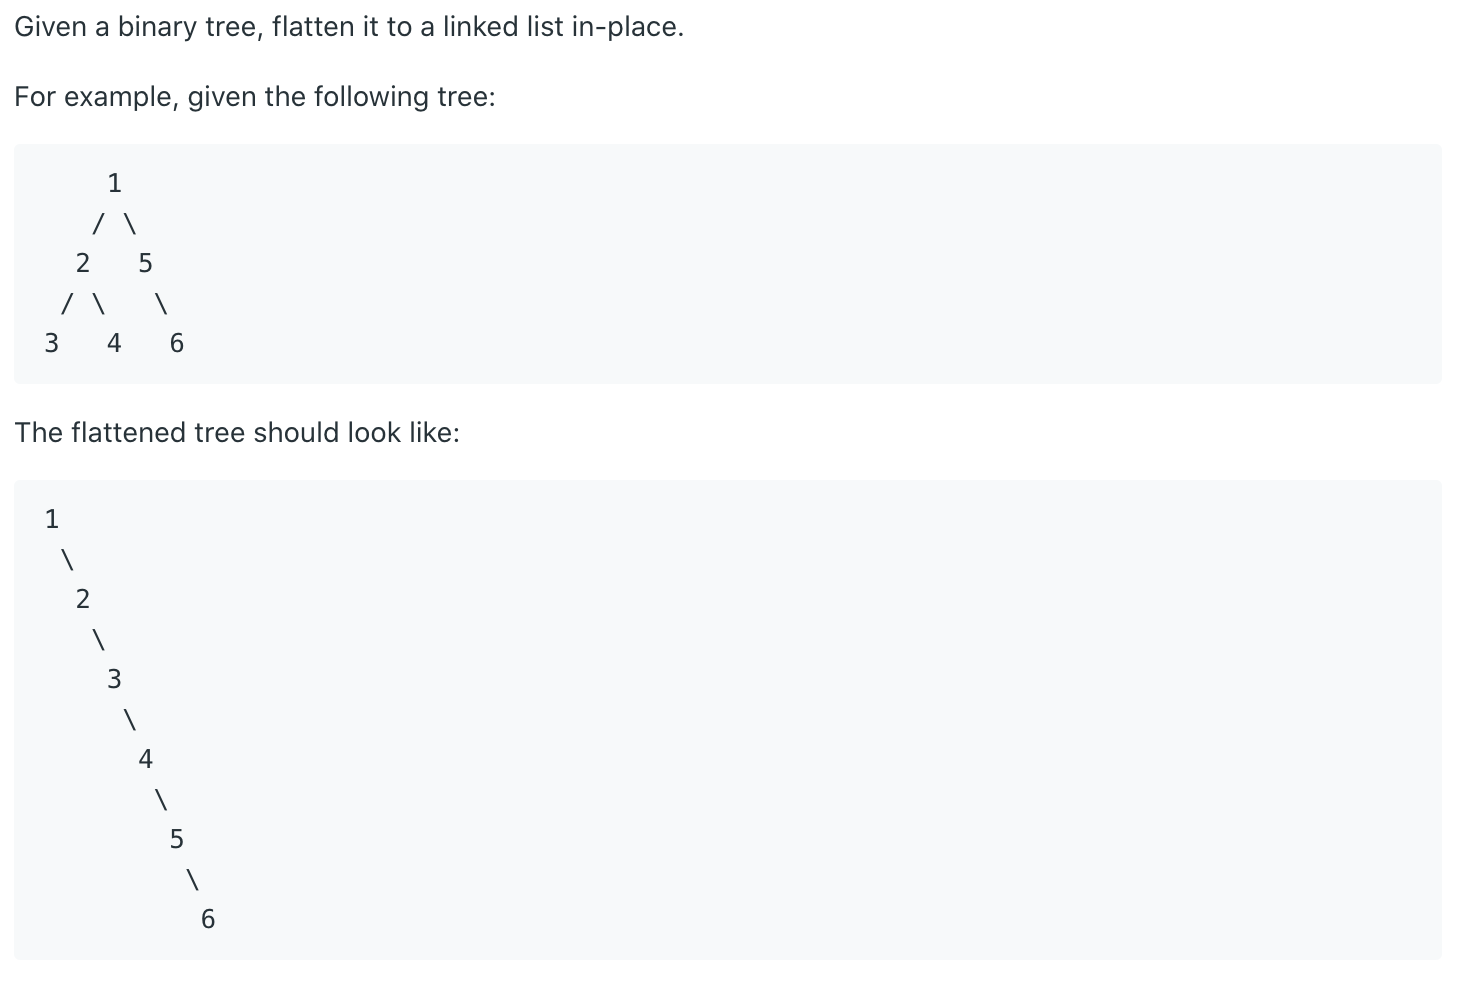 Given a binary tree, flatten it to a linked list in-place.
For example, given the following tree:
    1
   / \
  2   5
 / \   \
3   4   6
The flattened tree should look like:
1
 \
  2
   \
    3
     \
      4
       \
        5
         \
          6